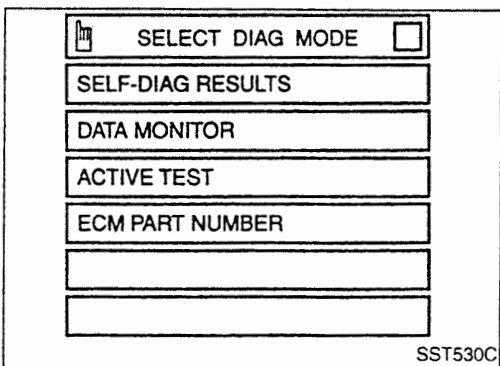 SELECT DIAG MODE
SELF-DIAG RESULTS
DATA MONITOR
ACTIVE TEST
ECM PART NUMBER
SST530C